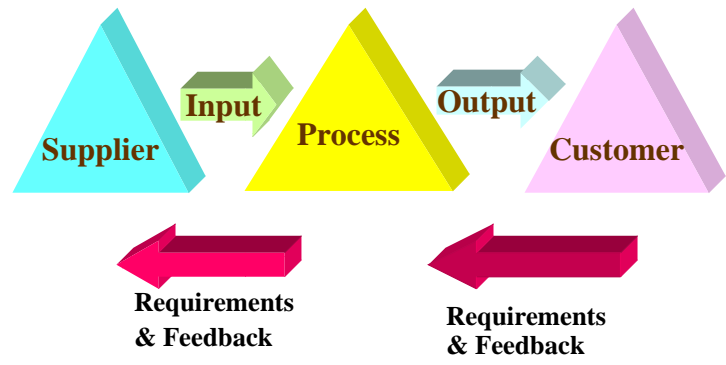 Supplier
Input
Process
Output
Customer
Requirements
& Feedback
Requirements
& Feedback